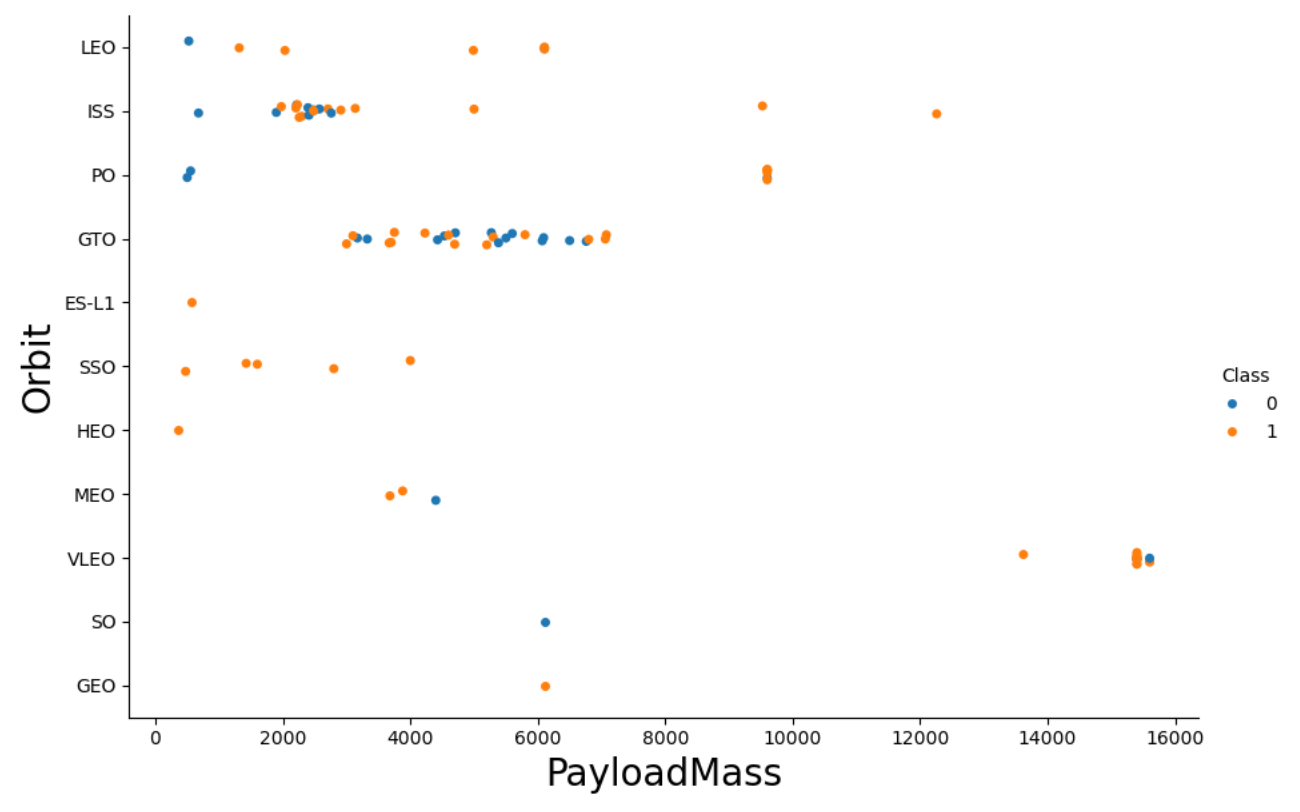 LEO
ISS
PO
GTO
ES-L1
SSO
HEO
MEO
VLEO
SO
GEO
Orbit
0 2000 4000 6000 8000 10000 12000 14000 16000
PayloadMass
Class
0
1